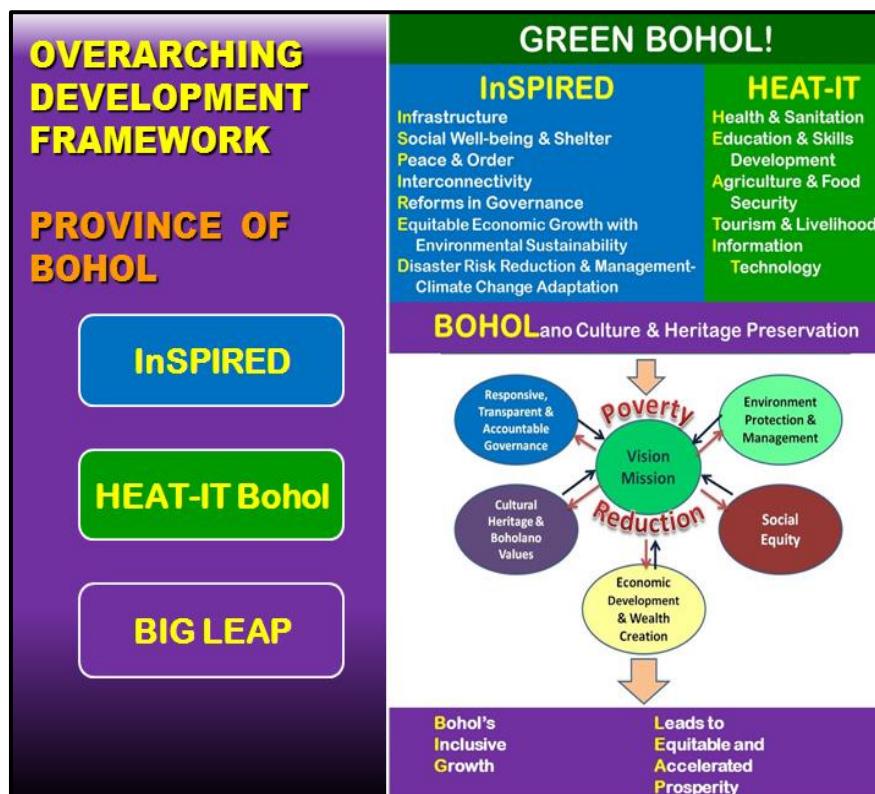 OVERARCHING
DEVELOPMENT
FRAMEWORK
PROVINCE OF
BOHOL
InSPIRED
HEAT-IT Bohol
BIG LEAP
GREEN BOHOL!
InSPIRED
Infrastructure
Social Well-being & Shelter
Peace & Order
Interconnectivity
Reforms in Governance
Equitable Economic Growth with
Environmental Sustainability
Disaster Risk Reduction & Management-
Climate Change Adaptation
HEAT-IT
Health & Sanitation
Education & Skills
Development
Agriculture & Food
Security
Tourism & Livelihood
Information
Technology
BOHOLano Culture & Heritage Preservation
Responsive,
Transparent &
Accountable
Governance
Poverty
Vision
Mission
Reduction
Environment
Protection &
Management
Cultural
Heritage &
Boholano
Values
Social
Equity
Economic
Development
& Wealth
Creation
Bohol's
Inclusive
Growth
Leads to
Equitable and
Accelerated
Prosperity